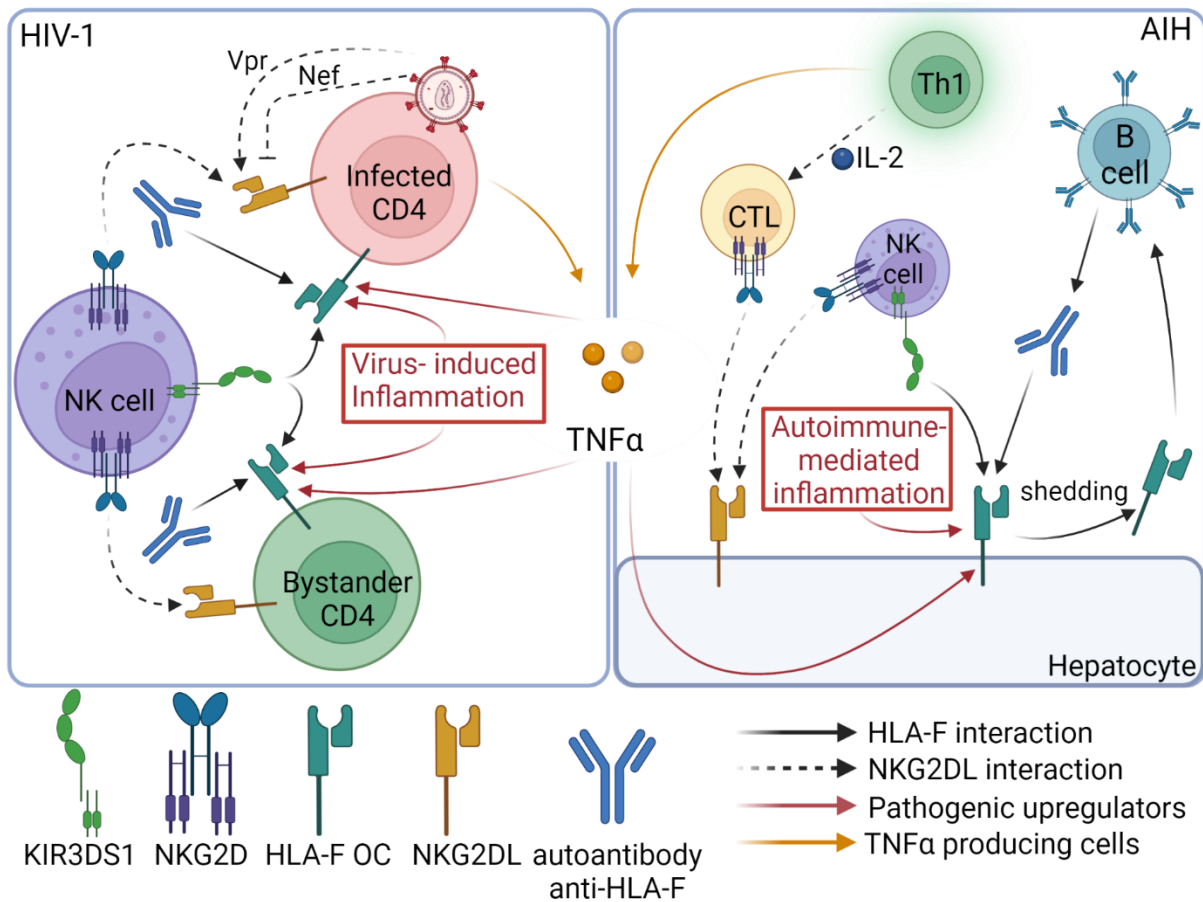 HIV-1
Vpr
Nef
Infected
CD4
NK cell
Virus- induced
Inflammation
Bystander
CD4
TNFα
AIH
Th1
IL-2
CTL
NK
cell
B
cell
Autoimmune-
mediated
inflammation
shedding
Hepatocyte
KIR3DS1
NKG2D
HLA-F OC
NKG2DL
autoantibody
anti-HLA-F
HLA-F interaction
NKG2DL interaction
Pathogenic upregulators
TNFα producing cells